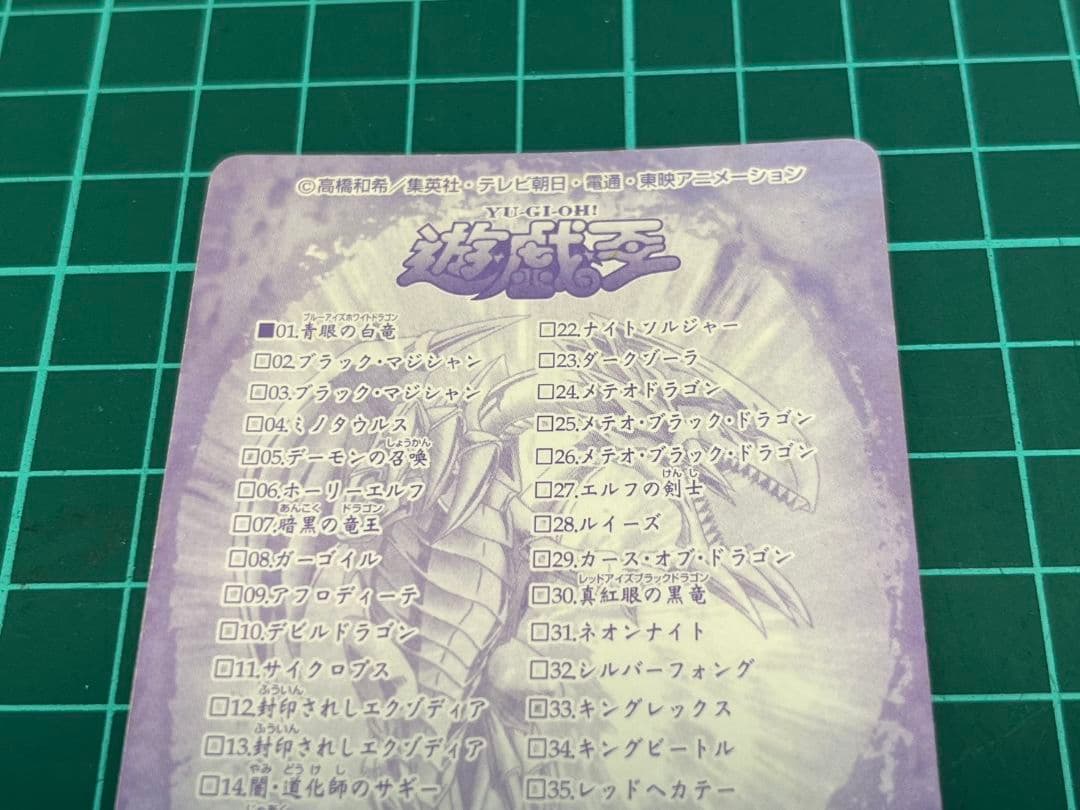 ©高橋和希／集英社・テレビ朝日・電通・東映アニメーション
YU-GI-OH!
遊戯王
ブルーアイズホワイトドラゴン
■01.青眼の白竜
□02.ブラック・マジシャン
□03.ブラック・マジシャン
□04.ミノタウルス
しょうかん
□05.デーモンの召喚
□06.ホーリーエルフ
あんこく ドラゴン
□07.暗黒の竜王
□08.ガーゴイル
□09.アフロディーテ
□10.デビルドラゴン
□11.サイクロプス
ふういん
□12.封印されしエクゾディア
ふういん
□13.封印されしエクゾディア
やみ どうけし
□14.闇・道化師のサギー
じゃあく
□22.ナイトソルジャー
□23.ダークゾーラ
□24.メテオドラゴン
□25.メテオ・ブラック・ドラゴン
□26.メテオ・ブラック・ドラゴン
けんし
□27.エルフの剣士
□28.ルイーズ
□29.カース・オブ・ドラゴン
レッドアイズブラックドラゴン
□30.真紅眼の黒竜
□31.ネオンナイト
□32.シルバーフォング
□33.キングレックス
□34.キングビートル
□35.レッドヘカテー